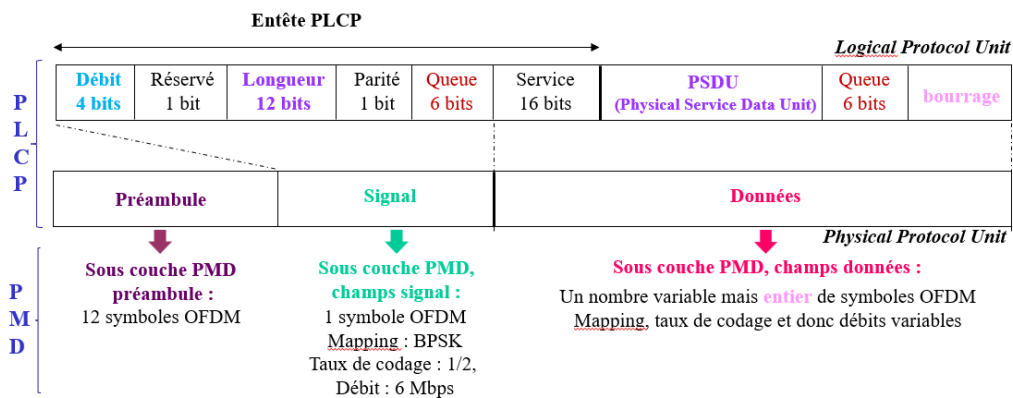 Entête PLCP
Logical Protocol Unit
Débit
4 bits
Réservé
1 bit
Longueur
12 bits
Parité
1 bit
Queue
6 bits
Service
16 bits
PSDU
(Physical Service Data Unit)
Queue
6 bits
bourrage
P
L
C
P
Préambule
Signal
Données
Physical Protocol Unit
P
M
D
Sous couche PMD
préambule :
12 symboles OFDM
Sous couche PMD,
champs signal :
1 symbole OFDM
Mapping : BPSK
Taux de codage : 1/2,
Débit : 6 Mbps
Sous couche PMD, champs données :
Un nombre variable mais entier de symboles OFDM
Mapping, taux de codage et donc débits variables